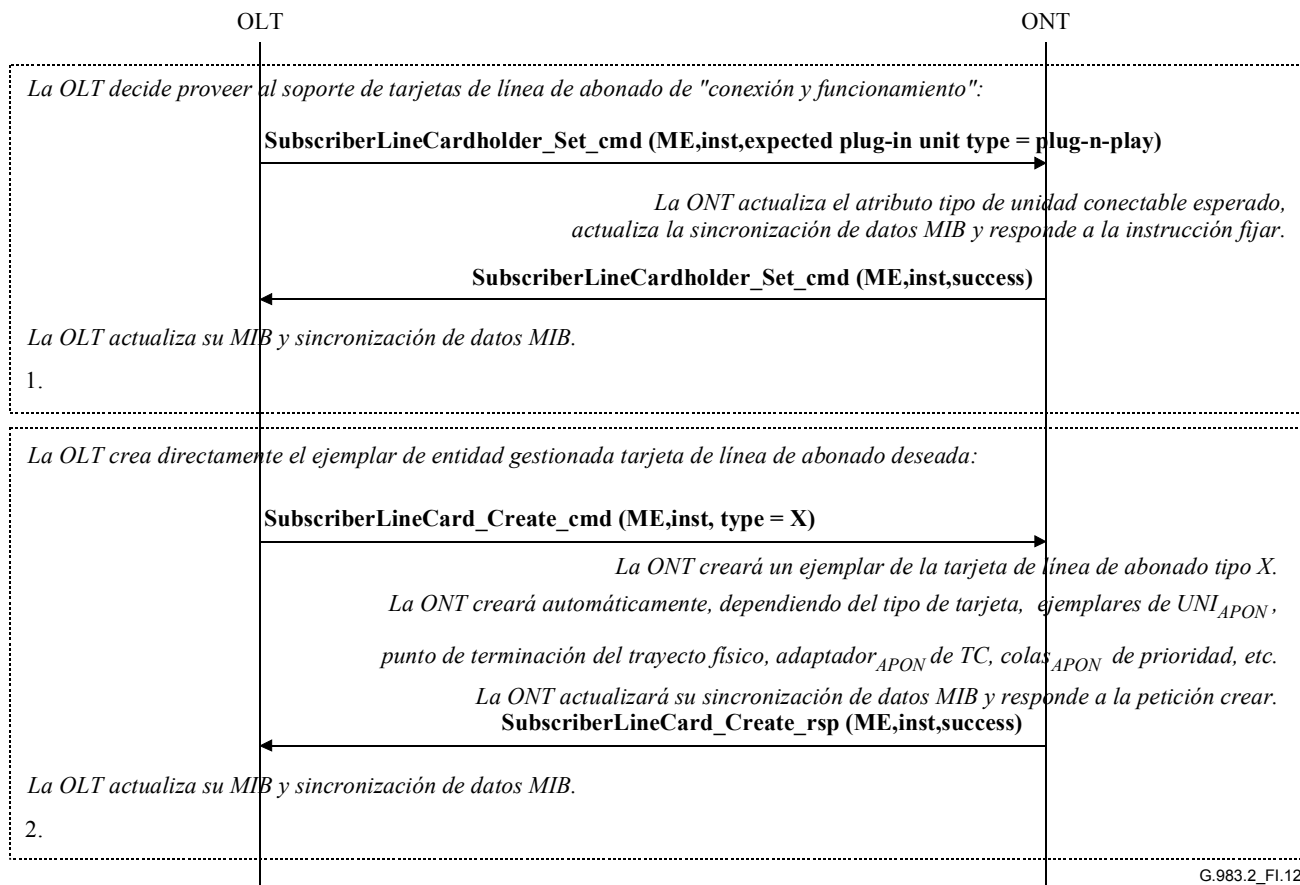 OLT ONT
La OLT decide proveer al soporte de tarjetas de línea de abonado de "conexión y funcionamiento":
SubscriberLineCardholder_Set_cmd (ME,inst,expected plug-in unit type = plug-n-play)
La ONT actualiza el atributo tipo de unidad conectable esperado,
actualiza la sincronización de datos MIB y responde a la instrucción fijar.
SubscriberLineCardholder_Set_cmd (ME,inst,success)
La OLT actualiza su MIB y sincronización de datos MIB.
1.
La OLT crea directamente el ejemplar de entidad gestionada tarjeta de línea de abonado deseada:
SubscriberLineCard_Create_cmd (ME,inst, type = X)
La ONT creará un ejemplar de la tarjeta de línea de abonado tipo X.
La ONT creará automáticamente, dependiendo del tipo de tarjeta, ejemplares de UNI_APON,
punto de terminación del trayecto físico, adaptador_APON de TC, colas_APON de prioridad, etc.
La ONT actualizará su sincronización de datos MIB y responde a la petición crear.
SubscriberLineCard_Create_rsp (ME,inst,success)
La OLT actualiza su MIB y sincronización de datos MIB.
2.
G.983.2_FI.12